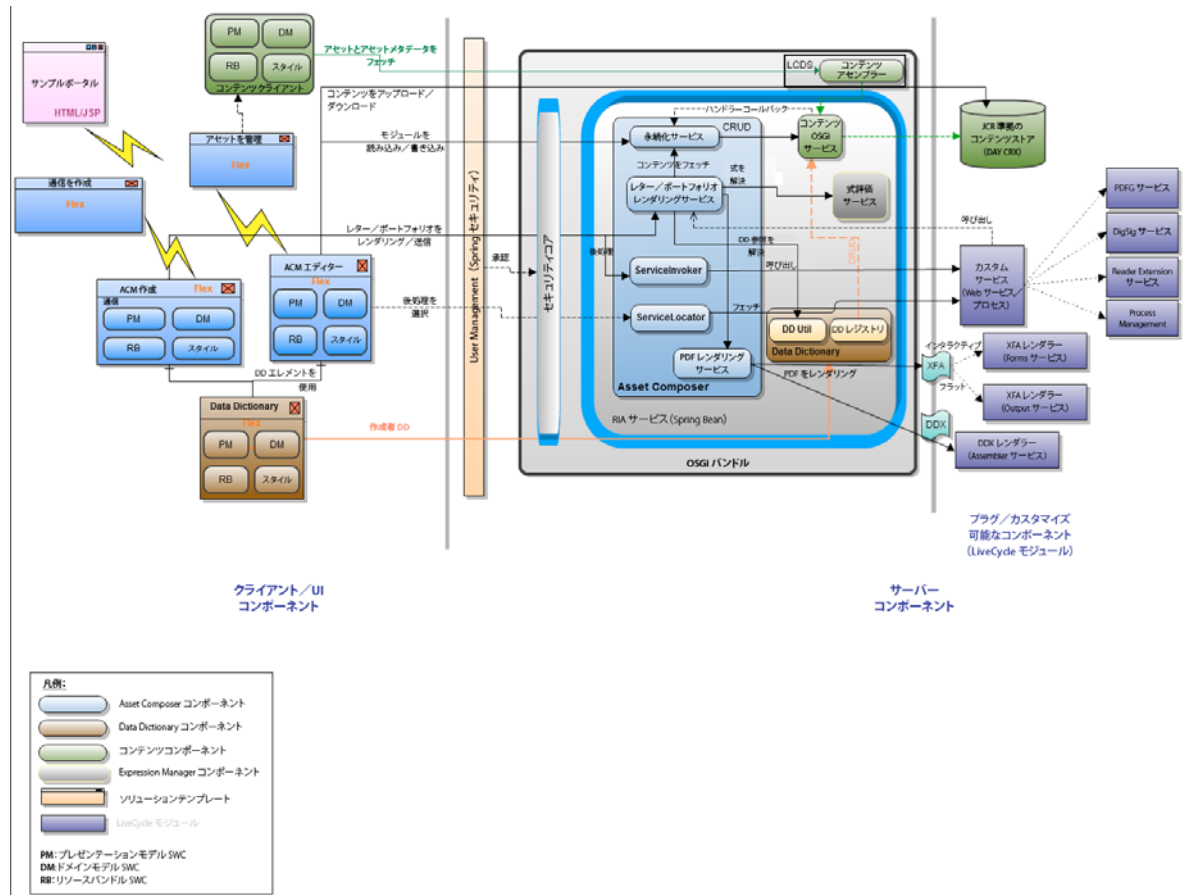 サンプルポータル
HTML/JSP
PM
DM
RB
スタイル
コンテンツクライアント
アセットとアセットメタデータを
フェッチ
コンテンツをアップロード／
ダウンロード
アセットを管理
Flex
モジュールを
読み込み／書き込み
通信を作成
Flex
レター／ポートフォリオを
レンダリング／送信
ACM 作成
Flex
通信
PM
DM
RB
スタイル
ACM エディター
Flex
PM
DM
RB
スタイル
後処理を
選択
DD エレメントを
使用
Data Dictionary
Flex
PM
DM
RB
スタイル
作成者 DD
User Management（Spring セキュリティ）
承認
セキュリティコア
LCDS
コンテンツ
アセンブラー
ハンドラーコールバック
CRUD
永続化サービス
コンテンツ
OSGI
サービス
コンテンツをフェッチ
式を
解決
レター／ポートフォリオ
レンダリングサービス
式評価
サービス
後処理
DD 参照を
解決
CRUD
ServiceInvoker
呼び出し
ServiceLocator
フェッチ
DD Util
DD レジストリ
Data Dictionary
PDF レンダリング
サービス
PDF をレンダリング
Asset Composer
RIA サービス（Spring Bean）
OSGI バンドル
JCR 準拠の
コンテンツストア
（DAY CRX）
呼び出し
カスタム
サービス
（Web サービス／
プロセス）
PDFG サービス
DigSig サービス
Reader Extension
サービス
Process
Management
インタラクティブ
XFA
フラット
XFA レンダラー
（Forms サービス）
XFA レンダラー
（Output サービス）
DDX
DDX レンダラー
（Assembler サービス）
プラグ／カスタマイズ
可能なコンポーネント
（LiveCycle モジュール）
クライアント／UI
コンポーネント
サーバー
コンポーネント
凡例：
Asset Composer コンポーネント
Data Dictionary コンポーネント
コンテンツコンポーネント
Expression Manager コンポーネント
ソリューションテンプレート
LiveCycle モジュール
PM：プレゼンテーションモデル SWC
DM：ドメインモデル SWC
RB：リソースバンドル SWC